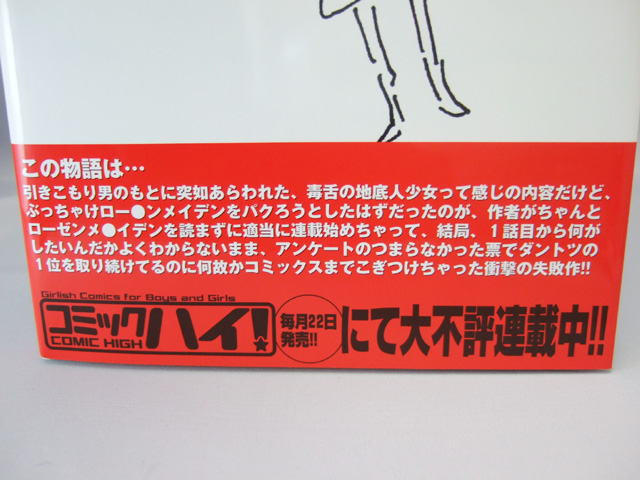 この物語は…
引きこもり男のもとに突如あらわれた、毒舌の地底人少女って感じの内容だけど、
ぶっちゃけロー●ンメイデンをパクろうとしたはずだったのが、作者がちゃんと
ローゼンメ●イデンを読まずに適当に連載始めちゃって、結局、1話目から何が
したいんだかよくわからないまま、アンケートのつまらなかった票でダントツの
1位を取り続けてるのに何故かコミックスまでこぎつけちゃった衝撃の失敗作!!
Girlish Comics for Boys and Girls
コミックハイ!
COMIC HIGH
毎月22日
発売!!
にて大不評連載中!!